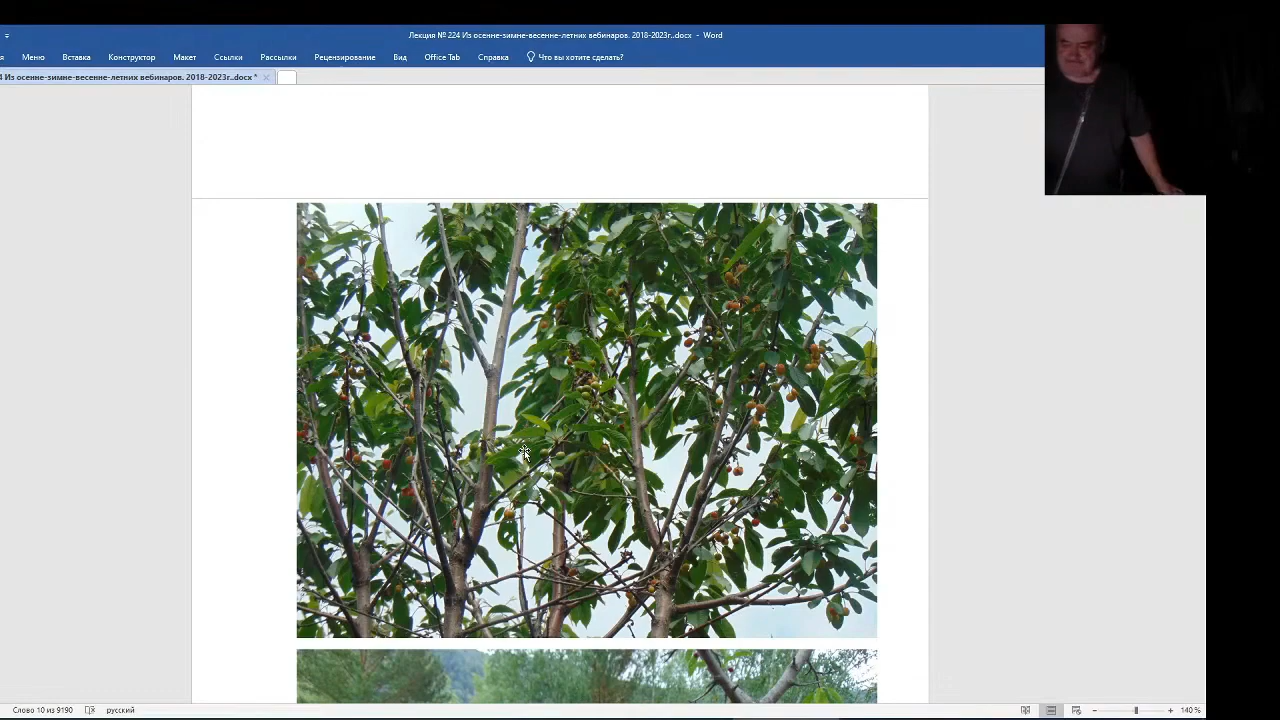 Лекция № 224 Из осенне-зимне-весенне-летних вебинаров. 2018-2023г..docx - Word
я Меню Вставка Конструктор Макет Ссылки Рассылки Рецензирование Вид Office Tab Справка Что вы хотите сделать?
4 Из осенне-зимне-весенне-летних вебинаров. 2018-2023г..docx *
Слово 10 из 9190 русский 140 %